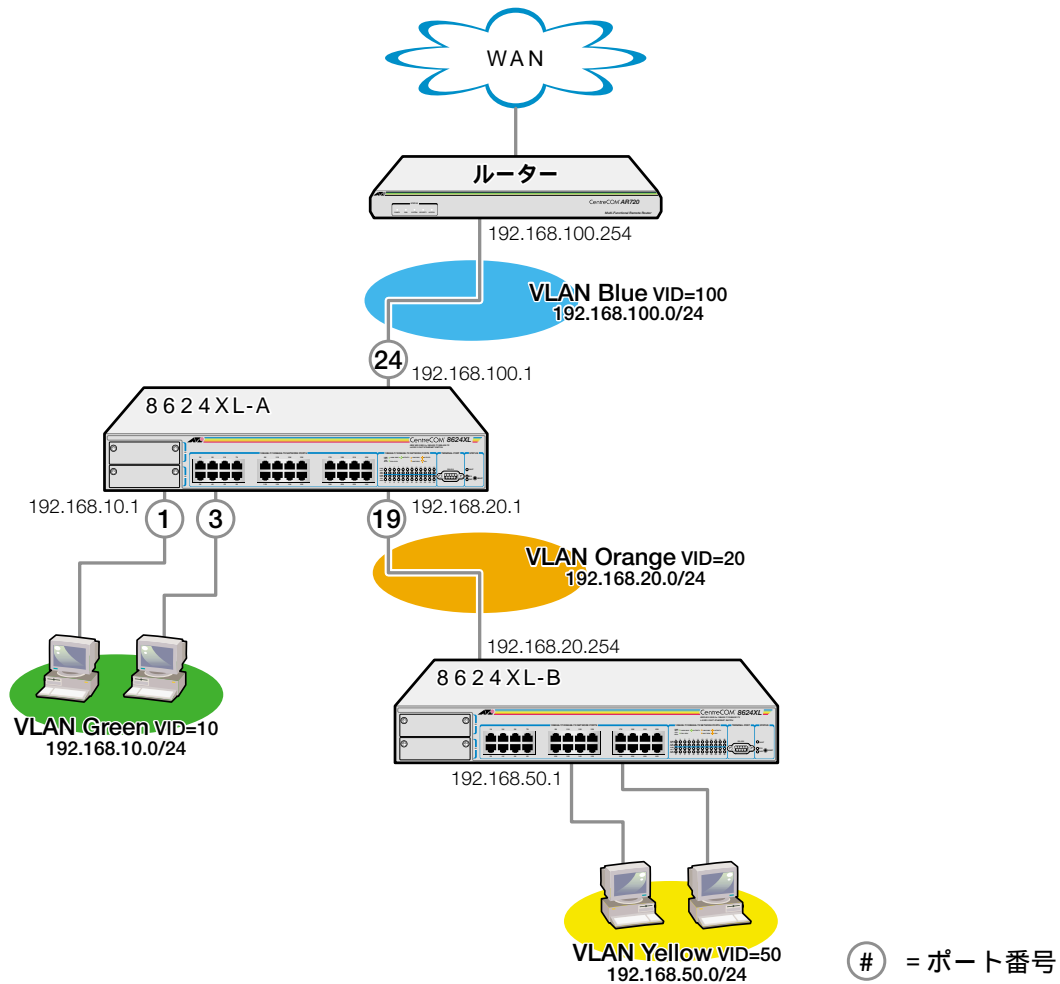 WAN
ルーター
CentreCOM AR720
192.168.100.254
VLAN Blue VID=100
192.168.100.0/24
24
192.168.100.1
8624XL-A
CentreCOM 8624XL
192.168.10.1
1
3
19
192.168.20.1
VLAN Orange VID=20
192.168.20.0/24
192.168.20.254
VLAN Green VID=10
192.168.10.0/24
8624XL-B
CentreCOM 8624XL
192.168.50.1
VLAN Yellow VID=50
192.168.50.0/24
# = ポート番号